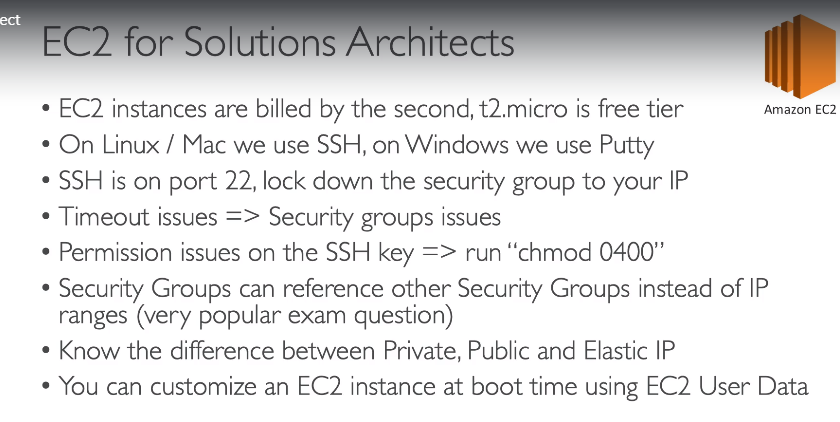 ect
EC2 for Solutions Architects
Amazon EC2
• EC2 instances are billed by the second, t2.micro is free tier
• On Linux / Mac we use SSH, on Windows we use Putty
• SSH is on port 22, lock down the security group to your IP
• Timeout issues => Security groups issues
• Permission issues on the SSH key => run “chmod 0400”
• Security Groups can reference other Security Groups instead of IP
ranges (very popular exam question)
• Know the difference between Private, Public and Elastic IP
• You can customize an EC2 instance at boot time using EC2 User Data